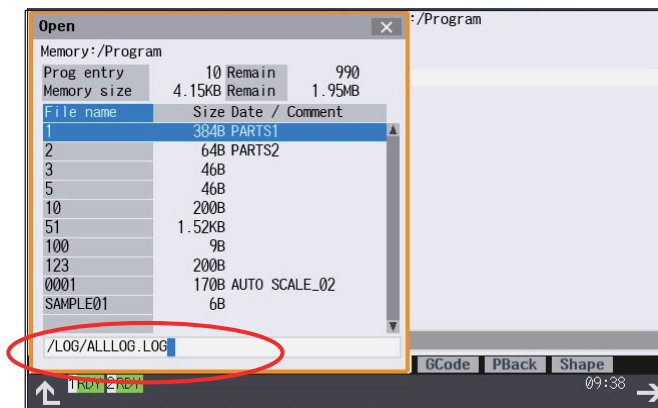 Open
:/Program
Memory:/Program
Prog entry 10 Remain 990
Memory size 4.15KB Remain 1.95MB
File name Size Date / Comment
1 384B PARTS1
2 64B PARTS2
3 46B
5 46B
10 200B
51 1.52KB
100 9B
123 200B
0001 170B AUTO SCALE_02
SAMPLE01 6B
/LOG/ALLLOG.LOG
GCode PBack Shape
1RDY 2RDY 09:38